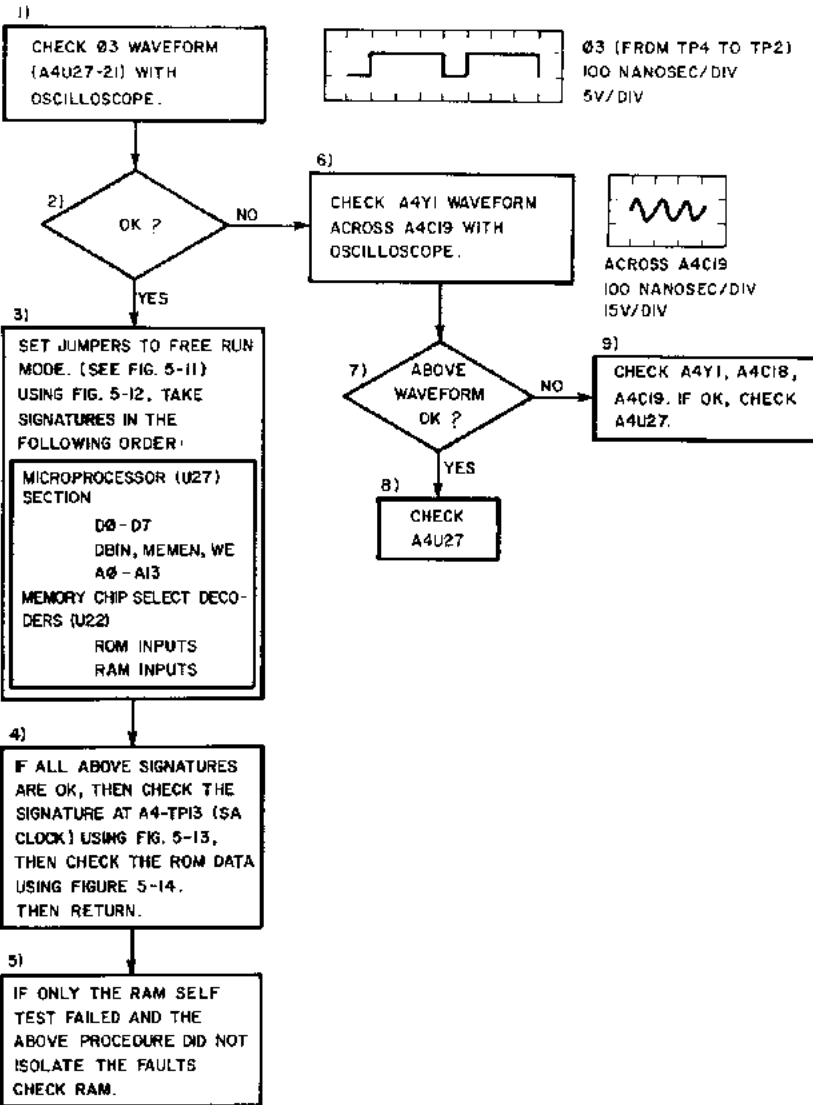 1)
CHECK Ø3 WAVEFORM
(A4U27-21) WITH
OSCILLOSCOPE.
Ø3 (FROM TP4 TO TP2)
100 NANOSEC/DIV
5V/DIV
2)
OK ?
NO
YES
6)
CHECK A4Y1 WAVEFORM
ACROSS A4C19 WITH
OSCILLOSCOPE.
ACROSS A4C19
100 NANOSEC/DIV
15V/DIV
3)
SET JUMPERS TO FREE RUN
MODE. (SEE FIG. 5-11)
USING FIG. 5-12, TAKE
SIGNATURES IN THE
FOLLOWING ORDER:
MICROPROCESSOR (U27)
SECTION
DØ-D7
DBIN, MEMEN, WE
AØ-A13
MEMORY CHIP SELECT DECO-
DERS (U22)
ROM INPUTS
RAM INPUTS
7)
ABOVE
WAVEFORM
OK ?
NO
YES
9)
CHECK A4Y1, A4C18,
A4C19. IF OK, CHECK
A4U27.
8)
CHECK
A4U27
4)
IF ALL ABOVE SIGNATURES
ARE OK, THEN CHECK THE
SIGNATURE AT A4-TP13 (SA
CLOCK) USING FIG. 5-13,
THEN CHECK THE ROM DATA
USING FIGURE 5-14.
THEN RETURN.
5)
IF ONLY THE RAM SELF
TEST FAILED AND THE
ABOVE PROCEDURE DID NOT
ISOLATE THE FAULTS
CHECK RAM.